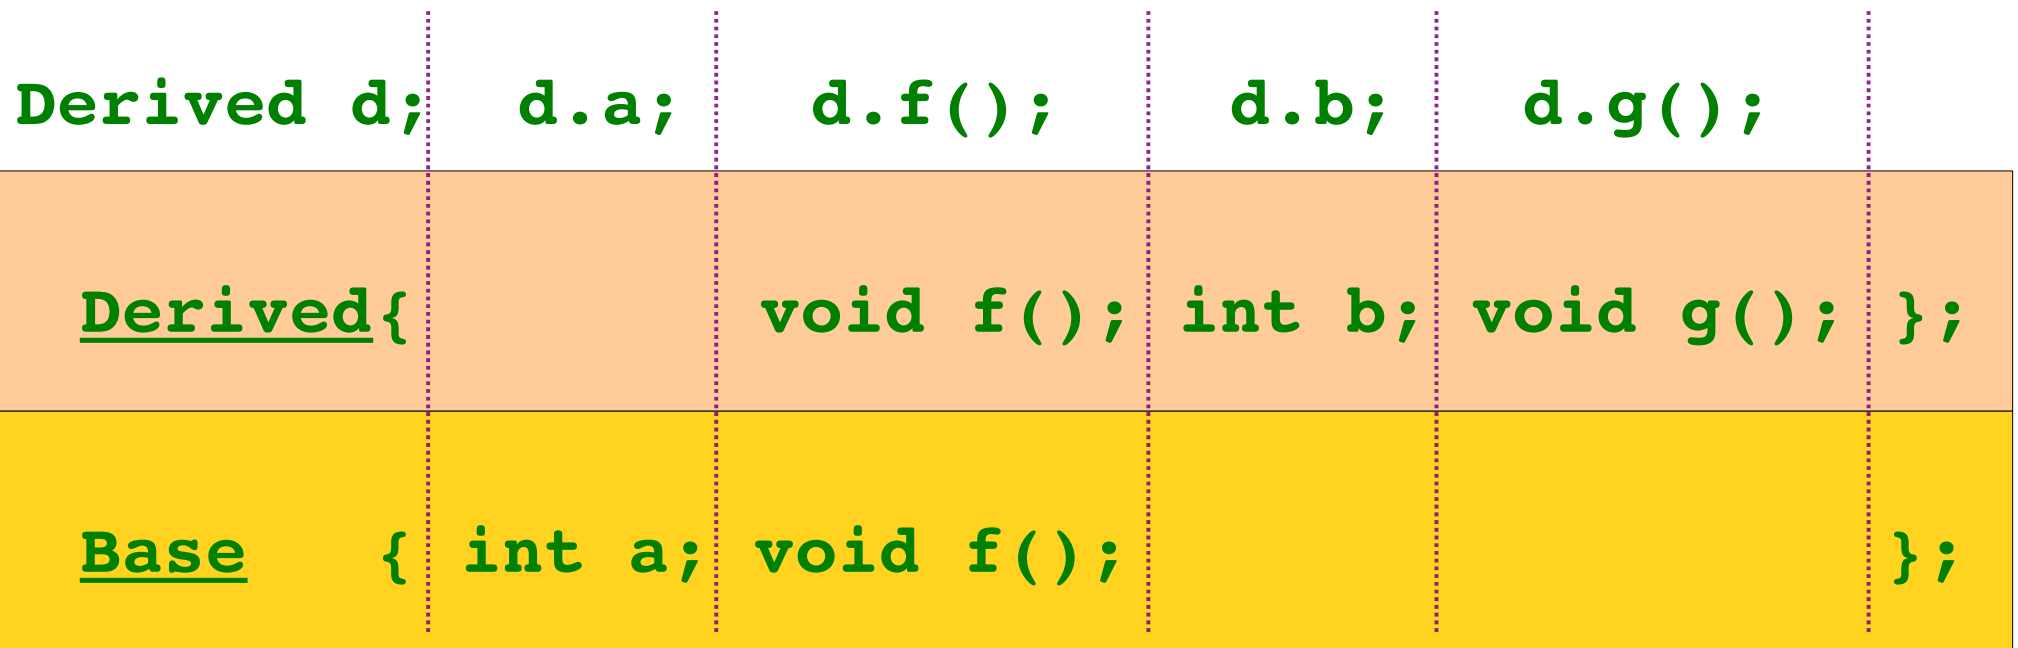 Derived d; d.a; d.f(); d.b; d.g();
Derived{ void f(); int b; void g(); };
Base { int a; void f(); };